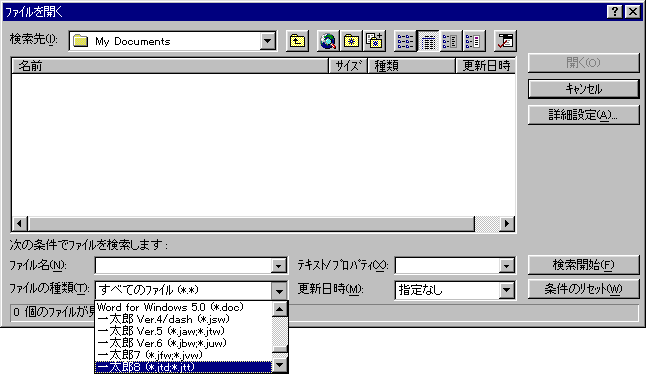 ファイルを開く
検索先(I): My Documents
名前 サイズ 種類 更新日時
開く(O)
キャンセル
詳細設定(A)...
次の条件でファイルを検索します:
ファイル名(N): テキスト/プロパティ(X): 検索開始(F)
ファイルの種類(T): すべてのファイル (*.*) 更新日時(M): 指定なし 条件のリセット(W)
0 個のファイルが
Word for Windows 5.0 (*.doc)
一太郎 Ver.4/dash (*.jsw)
一太郎 Ver.5 (*.jaw;*.jtw)
一太郎 Ver.6 (*.jbw;*.juw)
一太郎7 (*.jfw;*.jvw)
一太郎8 (*.jtd;*.jtt)